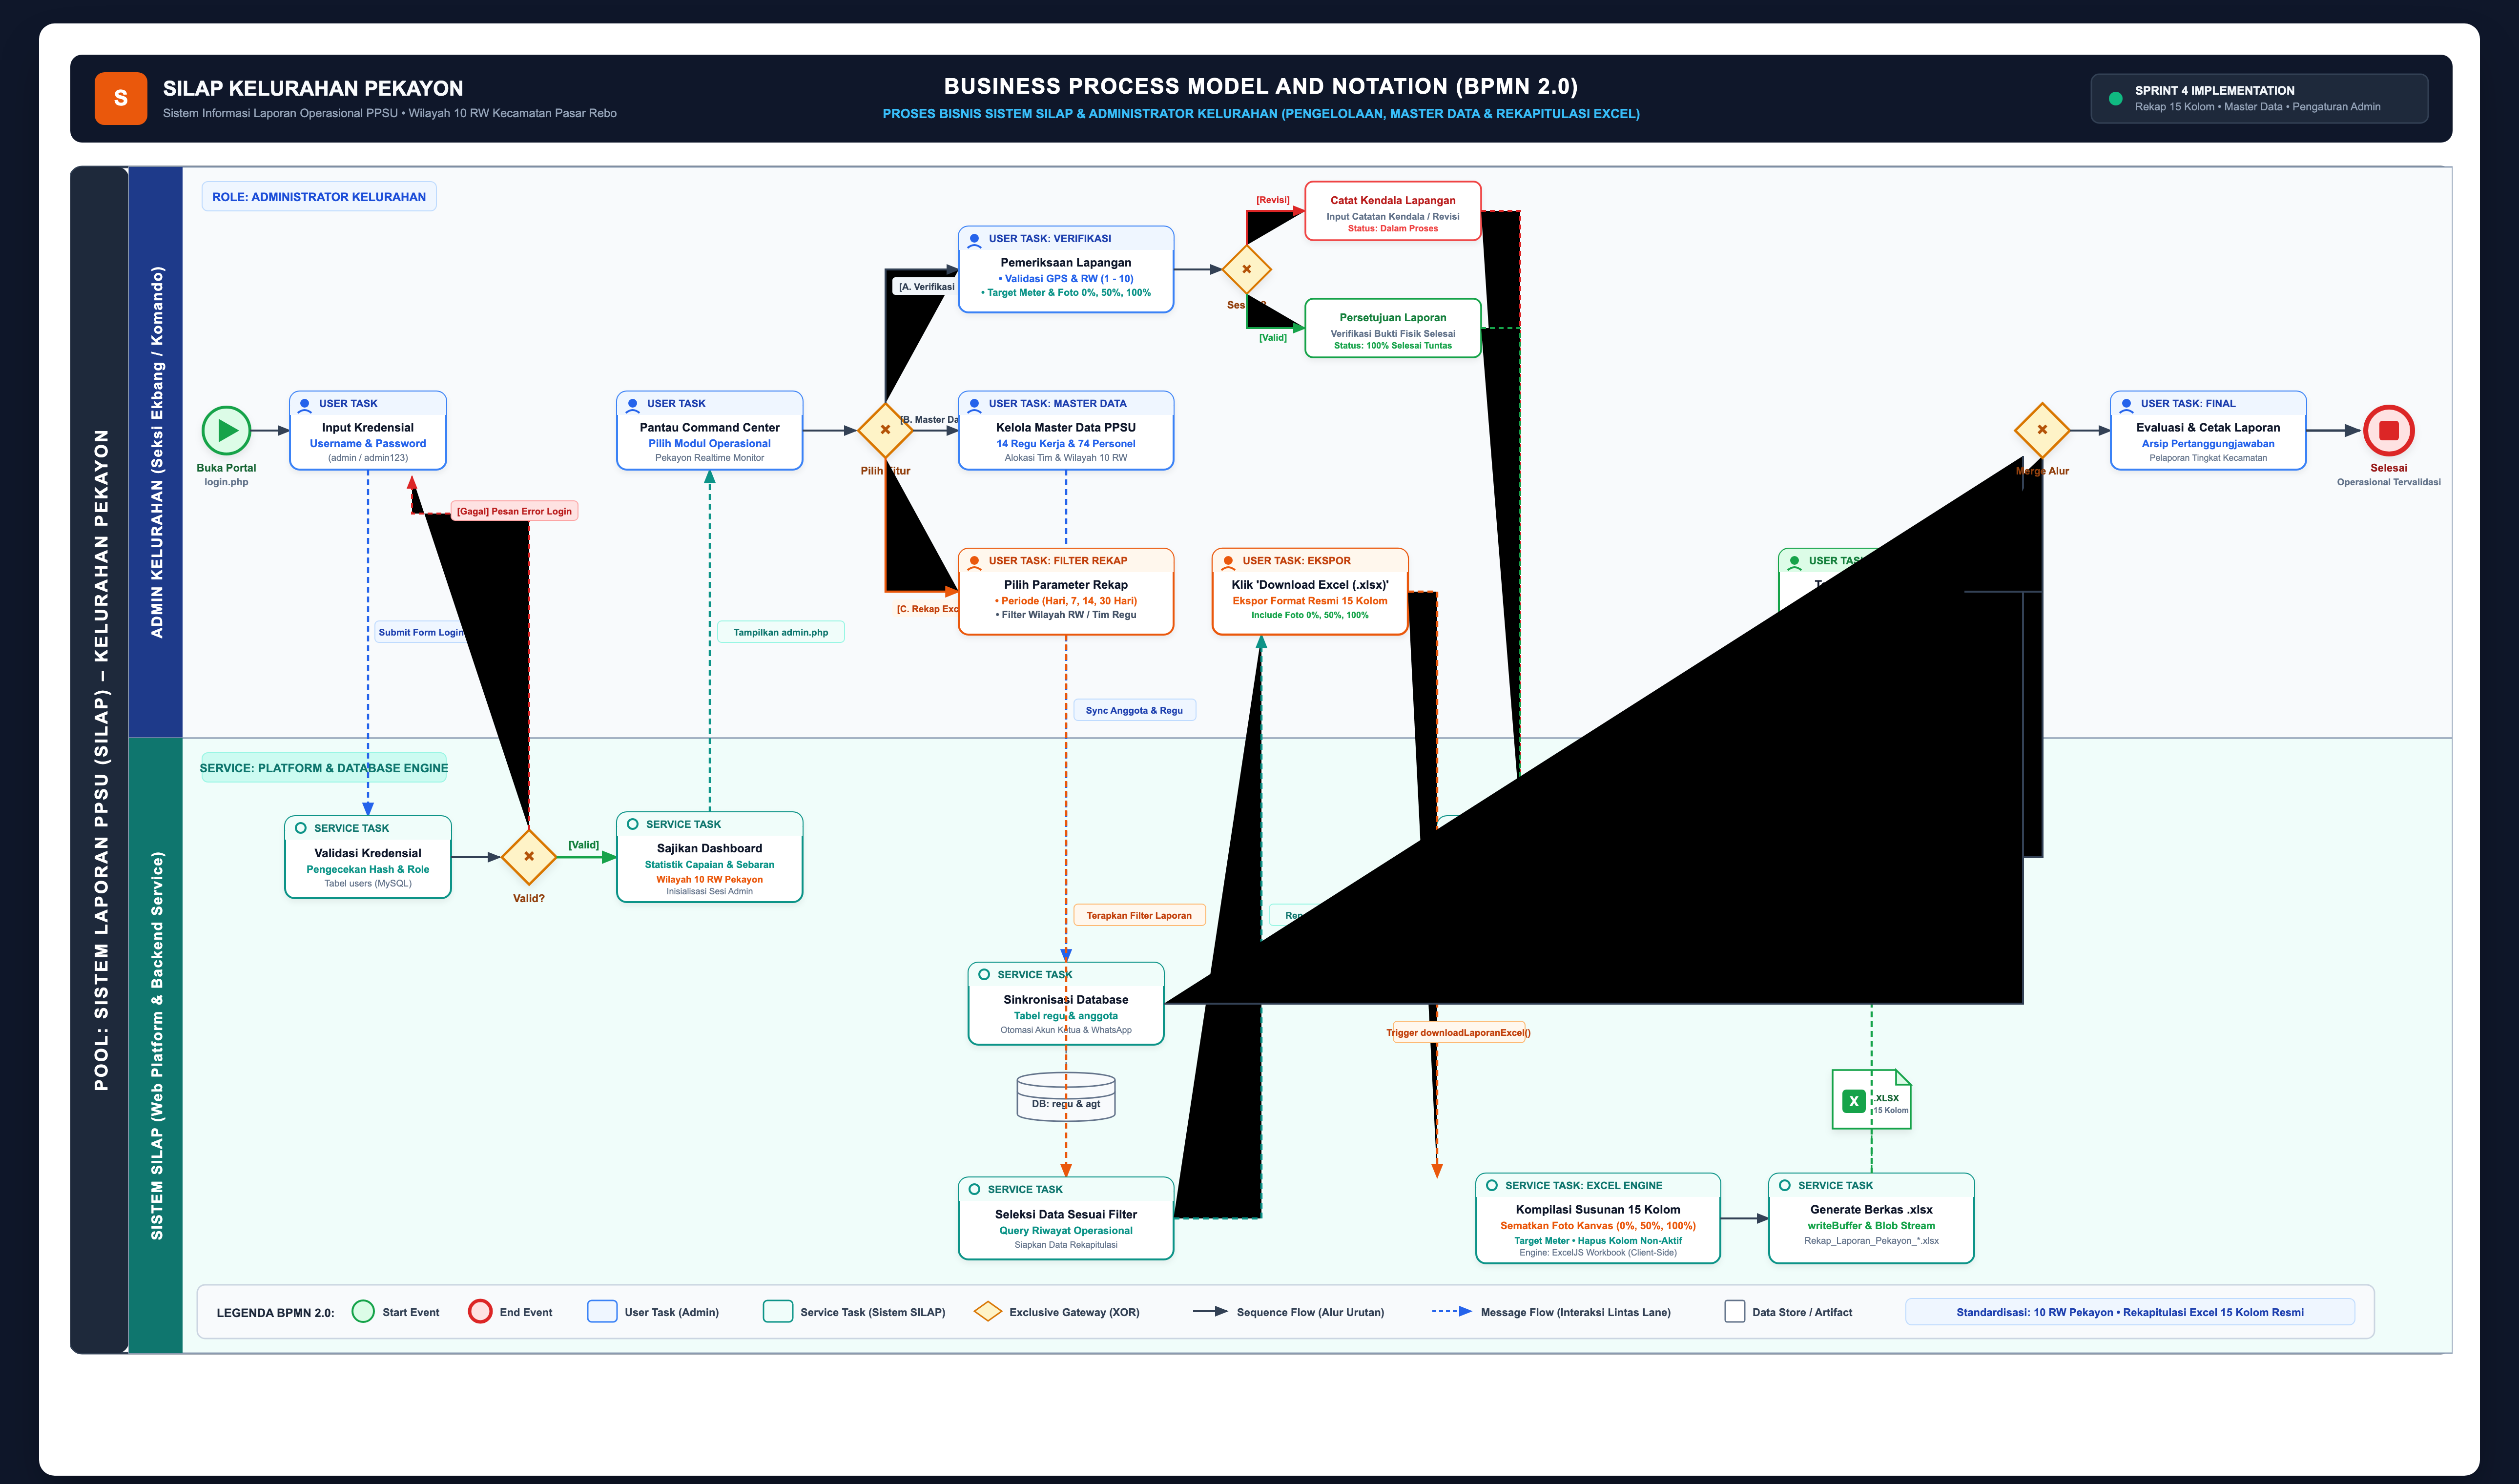 S
SILAP KELURAHAN PEKAYON
Sistem Informasi Laporan Operasional PPSU • Wilayah 10 RW Kecamatan Pasar Rebo
BUSINESS PROCESS MODEL AND NOTATION (BPMN 2.0)
PROSES BISNIS SISTEM SILAP & ADMINISTRATOR KELURAHAN (PENGELOLAAN, MASTER DATA & REKAPITULASI EXCEL)
SPRINT 4 IMPLEMENTATION
Rekap 15 Kolom • Master Data • Pengaturan Admin
POOL: SISTEM LAPORAN PPSU (SILAP) – KELURAHAN PEKAYON
ADMIN KELURAHAN (Seksi Ekbang / Komando)
ROLE: ADMINISTRATOR KELURAHAN
Buka Portal
login.php
USER TASK
Input Kredensial
Username & Password
(admin / admin123)
[Gagal] Pesan Error Login
Submit Form Login
USER TASK
Pantau Command Center
Pilih Modul Operasional
Pekayon Realtime Monitor
Tampilkan admin.php
[A. Verifikasi
[B. Master Da
Pilih
[C. Rekap Exc
USER TASK: VERIFIKASI
Pemeriksaan Lapangan
• Validasi GPS & RW (1 - 10)
• Target Meter & Foto 0%, 50%, 100%
[Revisi]
[Valid]
Catat Kendala Lapangan
Input Catatan Kendala / Revisi
Status: Dalam Proses
Persetujuan Laporan
Verifikasi Bukti Fisik Selesai
Status: 100% Selesai Tuntas
USER TASK: MASTER DATA
Kelola Master Data PPSU
14 Regu Kerja & 74 Personel
Alokasi Tim & Wilayah 10 RW
USER TASK: FILTER REKAP
Pilih Parameter Rekap
• Periode (Hari, 7, 14, 30 Hari)
• Filter Wilayah RW / Tim Regu
USER TASK: EKSPOR
Klik 'Download Excel (.xlsx)'
Ekspor Format Resmi 15 Kolom
Include Foto 0%, 50%, 100%
Sync Anggota & Regu
USER TAS
Merge Alur
USER TASK: FINAL
Evaluasi & Cetak Laporan
Arsip Pertanggungjawaban
Pelaporan Tingkat Kecamatan
Selesai
Operasional Tervalidasi
SISTEM SILAP (Web Platform & Backend Service)
SERVICE: PLATFORM & DATABASE ENGINE
SERVICE TASK
Validasi Kredensial
Pengecekan Hash & Role
Tabel users (MySQL)
Valid?
[Valid]
SERVICE TASK
Sajikan Dashboard
Statistik Capaian & Sebaran
Wilayah 10 RW Pekayon
Inisialisasi Sesi Admin
Terapkan Filter Laporan
SERVICE TASK
Sinkronisasi Database
Tabel regu & anggota
Otomasi Akun Ketua & WhatsApp
DB: regu & agt
SERVICE TASK
Seleksi Data Sesuai Filter
Query Riwayat Operasional
Siapkan Data Rekapitulasi
Trigger downloadLaporanExcel()
SERVICE TASK: EXCEL ENGINE
Kompilasi Susunan 15 Kolom
Sematkan Foto Kanvas (0%, 50%, 100%)
Target Meter • Hapus Kolom Non-Aktif
Engine: ExcelJS Workbook (Client-Side)
X
.XLSX
15 Kolom
SERVICE TASK
Generate Berkas .xlsx
writeBuffer & Blob Stream
Rekap_Laporan_Pekayon_*.xlsx
LEGENDA BPMN 2.0:
Start Event
End Event
User Task (Admin)
Service Task (Sistem SILAP)
Exclusive Gateway (XOR)
Sequence Flow (Alur Urutan)
Message Flow (Interaksi Lintas Lane)
Data Store / Artifact
Standardisasi: 10 RW Pekayon • Rekapitulasi Excel 15 Kolom Resmi